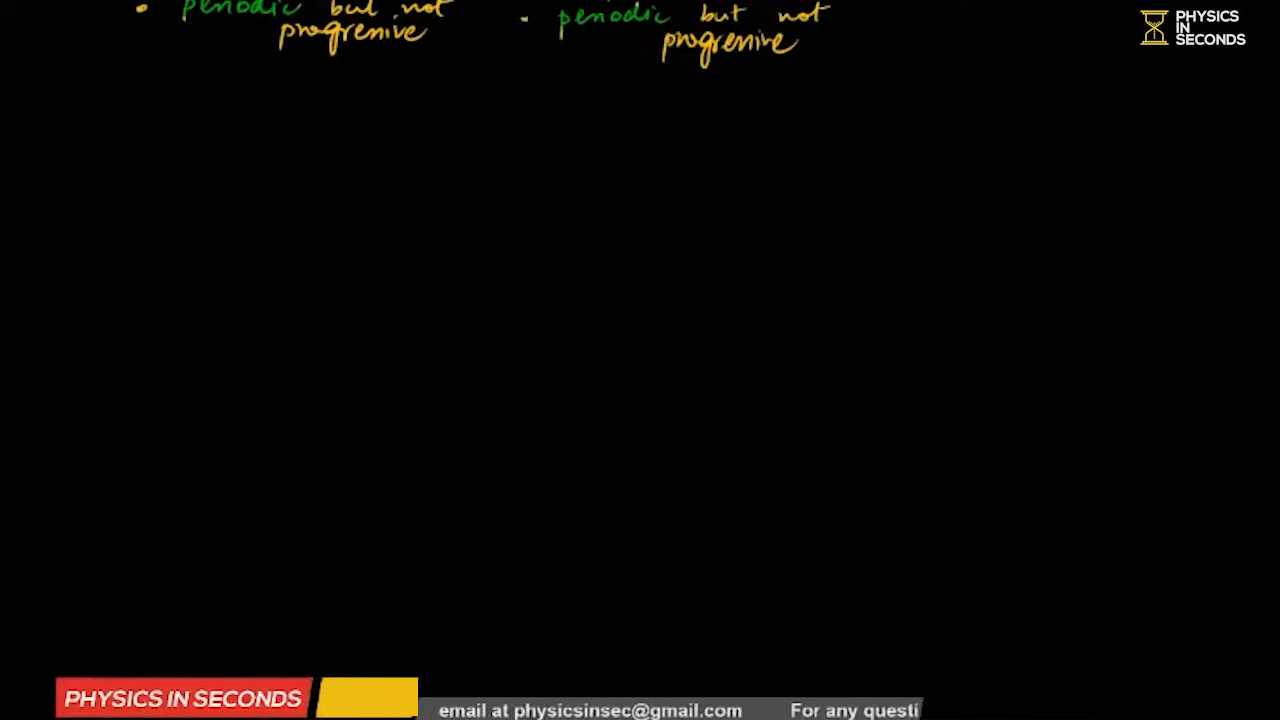 • periodic but not
progressive
• periodic but not
progressive
PHYSICS
IN
SECONDS
PHYSICS IN SECONDS
email at physicsinsec@gmail.com For any questi